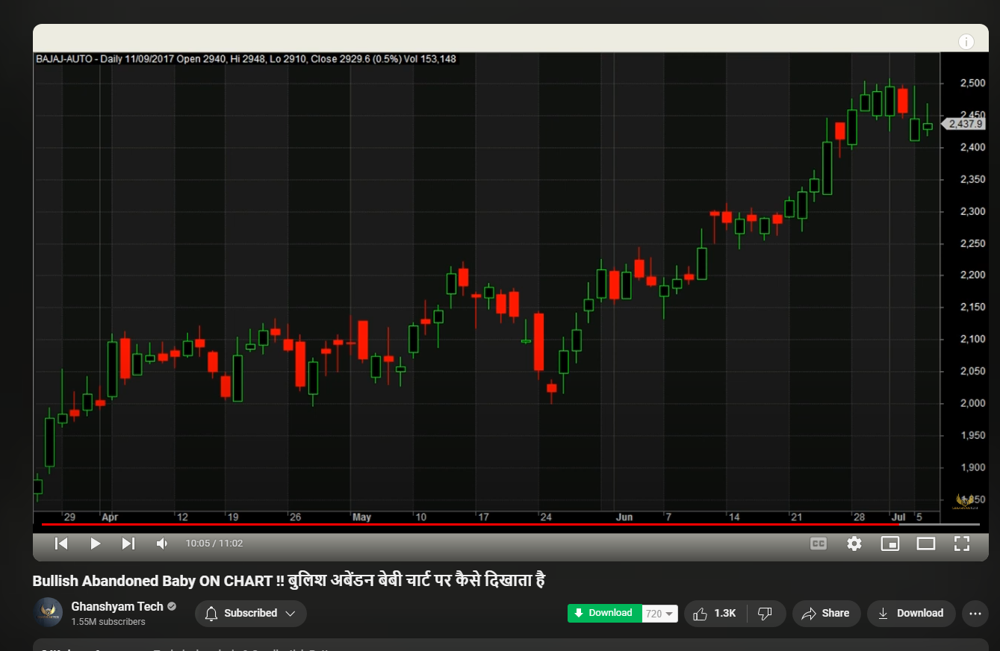 BAJAJ-AUTO - Daily 11/09/2017 Open 2940, Hi 2948, Lo 2910, Close 2929.6 (0.5%) Vol 153,148
2,500
2,450
2,437.9
2,400
2,350
2,300
2,250
2,200
2,150
2,100
2,050
2,000
1,950
1,900
29 Apr 12 19 26 May 10 17 24 Jun 7 14 21 28 Jul 5
10:05 / 11:02
CC
Bullish Abandoned Baby ON CHART !! बुलिश अबेंडन बेबी चार्ट पर कैसे दिखाता है
Ghanshyam Tech
1.55M subscribers
Subscribed
Download 720
1.3K
Share
Download